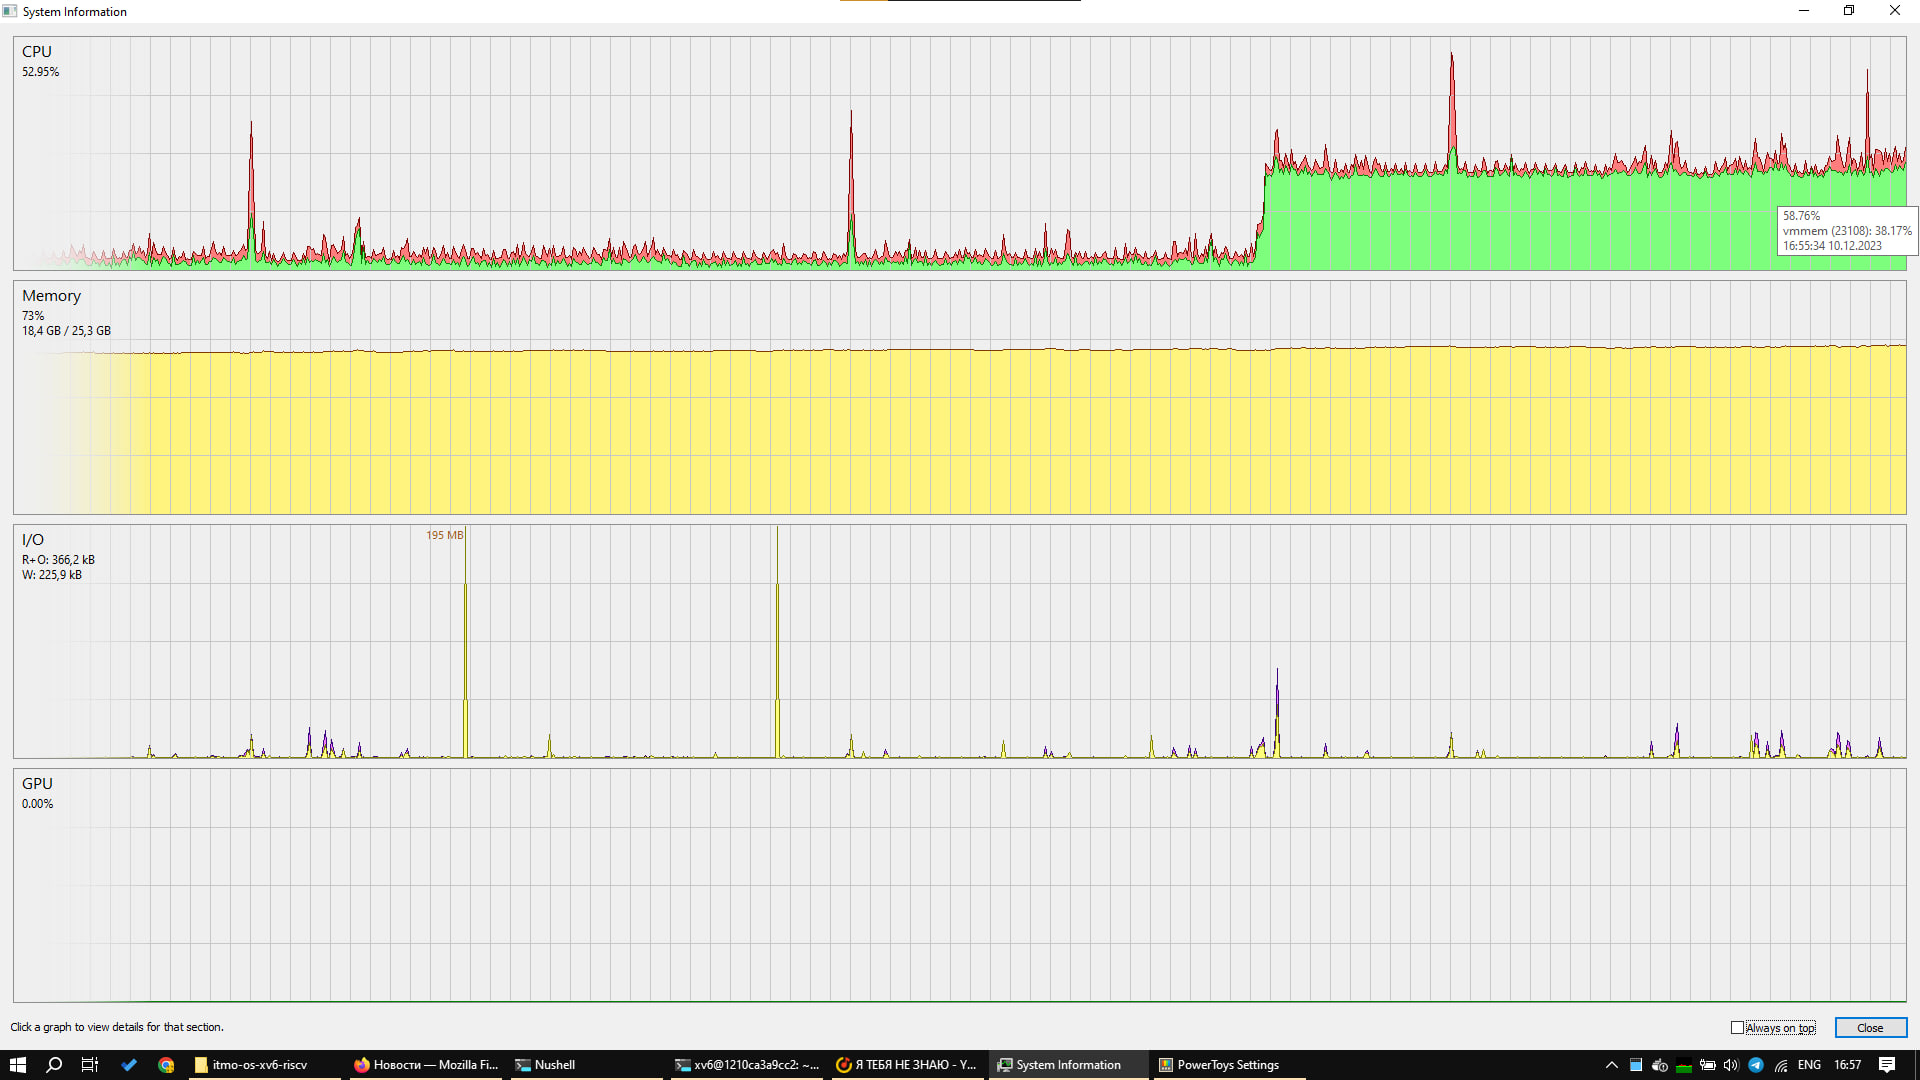 System Information
CPU
52.95%
58.76%
vmmem (23108): 38.17%
16:55:34 10.12.2023
Memory
73%
18,4 GB / 25,3 GB
I/O
R+O: 366,2 kB
W: 225,9 kB
195 MB
GPU
0.00%
Click a graph to view details for that section.
Always on top
Close
itmo-os-xv6-riscv
Новости — Mozilla Fi...
Nushell
xv6@1210ca3a9cc2: ~...
Я ТЕБЯ НЕ ЗНАЮ - Y...
System Information
PowerToys Settings
ENG
16:57